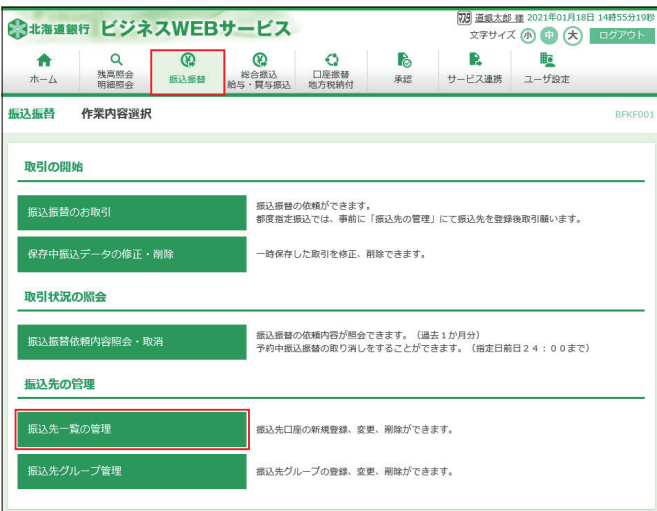 北海道銀行 ビジネスWEBサービス
道銀太郎 様 2021年01月18日 14時55分19秒
文字サイズ 小 中 大 ログアウト
ホーム
残高照会
明細照会
振込振替
総合振込
給与・賞与振込
口座振替
地方税納付
承認
サービス連携
ユーザ設定
振込振替 作業内容選択 BFKF001
取引の開始
振込振替のお取引
振込振替の依頼ができます。
都度指定振込では、事前に「振込先の管理」にて振込先を登録後取引願います。
保存中振込データの修正・削除
一時保存した取引を修正、削除できます。
取引状況の照会
振込振替依頼内容照会・取消
振込振替の依頼内容が照会できます。（過去１か月分）
予約中振込振替の取り消しをすることができます。（指定日前日２４：００まで）
振込先の管理
振込先一覧の管理
振込先口座の新規登録、変更、削除ができます。
振込先グループ管理
振込先グループの登録、変更、削除ができます。